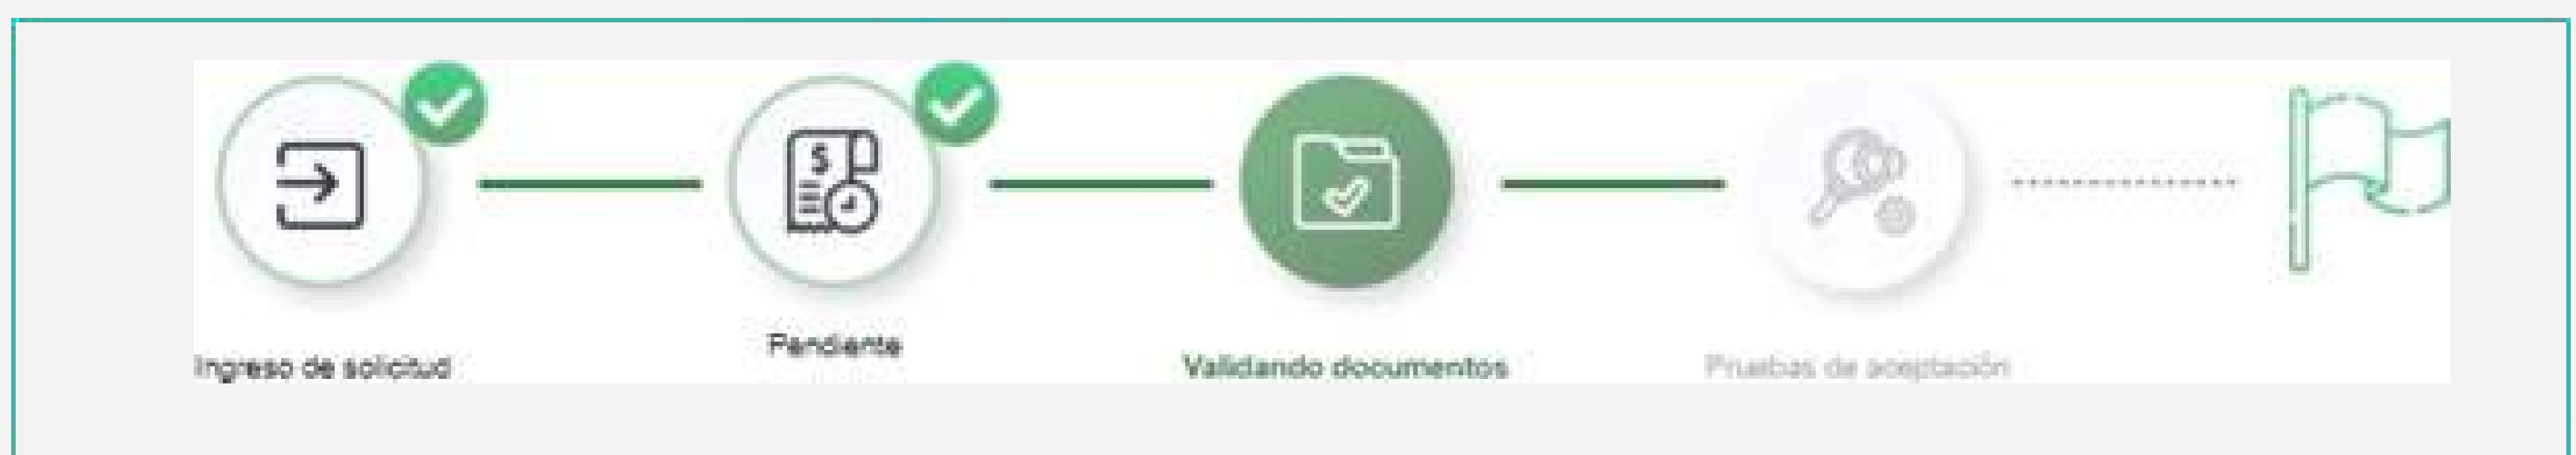 Ingreso de solicitud
Pendiente
Validando documentos
Pruebas de aceptación